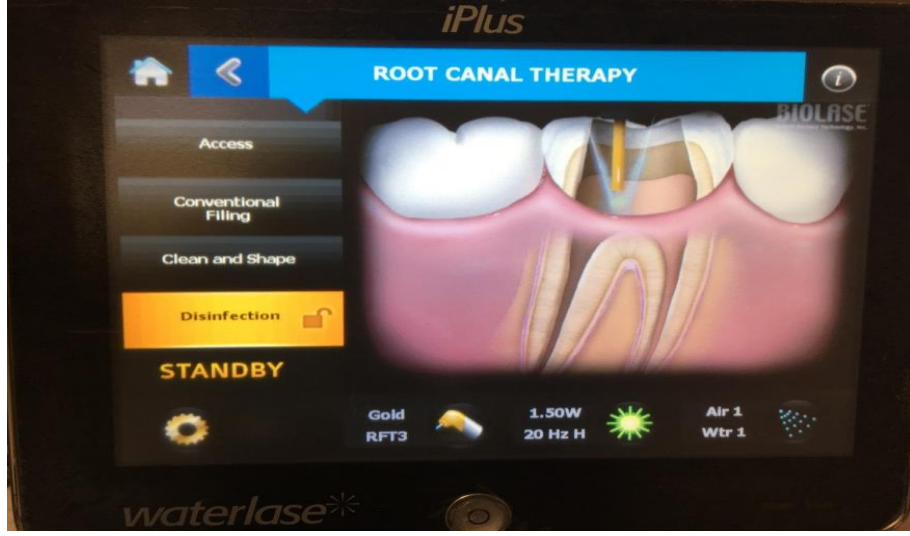 iPlus
ROOT CANAL THERAPY
i
BIOLASE
Access
Conventional
Filing
Clean and Shape
Disinfection
STANDBY
Gold
RFT3
1.50W
20 Hz H
Air 1
Wtr 1
waterlase